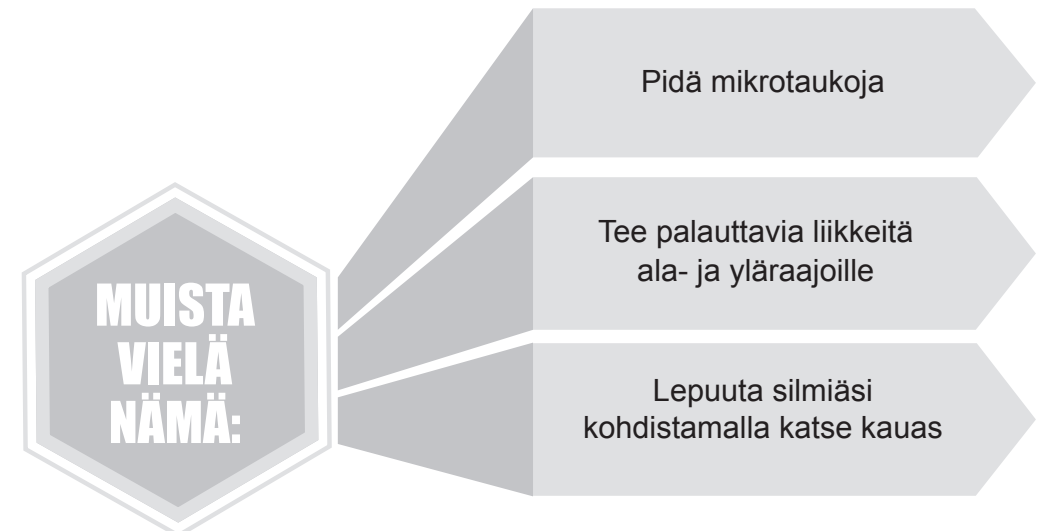 MUISTA
VIELÄ
NÄMÄ:
Pidä mikrotaukoja
Tee palauttavia liikkeitä
ala- ja yläraajoille
Lepuuta silmiäsi
kohdistamalla katse kauas